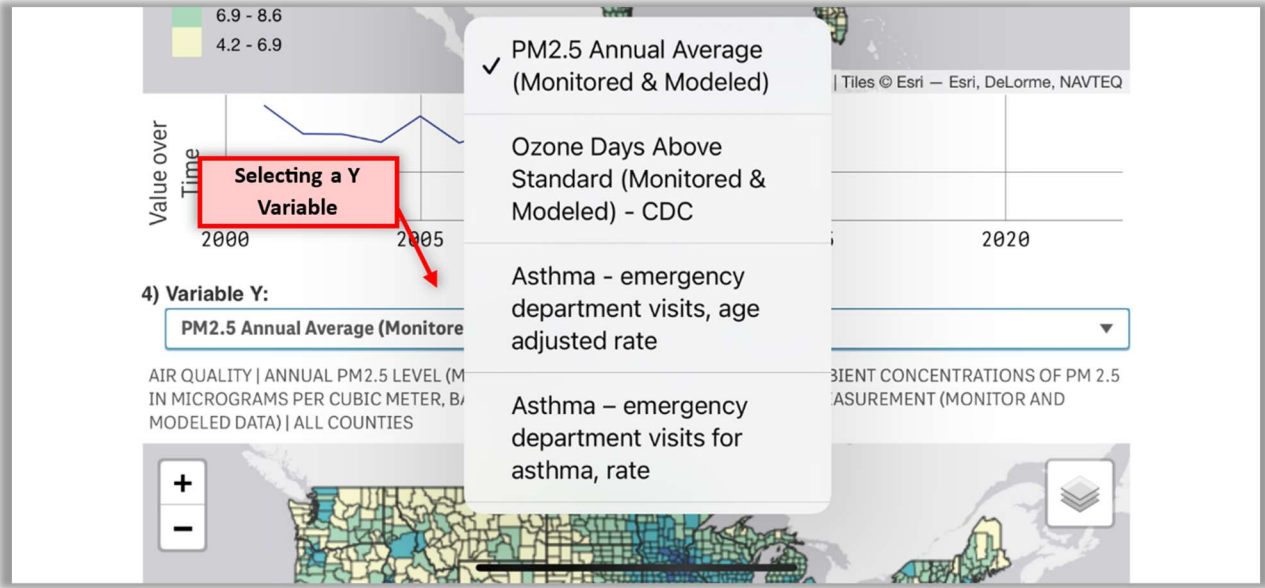 6.9 - 8.6
4.2 - 6.9
| Tiles © Esri — Esri, DeLorme, NAVTEQ
Value over
Time
2000
2005
2020
Selecting a Y
Variable
✓ PM2.5 Annual Average
(Monitored & Modeled)
Ozone Days Above
Standard (Monitored &
Modeled) - CDC
Asthma - emergency
department visits, age
adjusted rate
Asthma – emergency
department visits for
asthma, rate
4) Variable Y:
PM2.5 Annual Average (Monitore
AIR QUALITY | ANNUAL PM2.5 LEVEL (M
BIENT CONCENTRATIONS OF PM 2.5
IN MICROGRAMS PER CUBIC METER, BA
ASUREMENT (MONITOR AND
MODELED DATA) | ALL COUNTIES
+
−